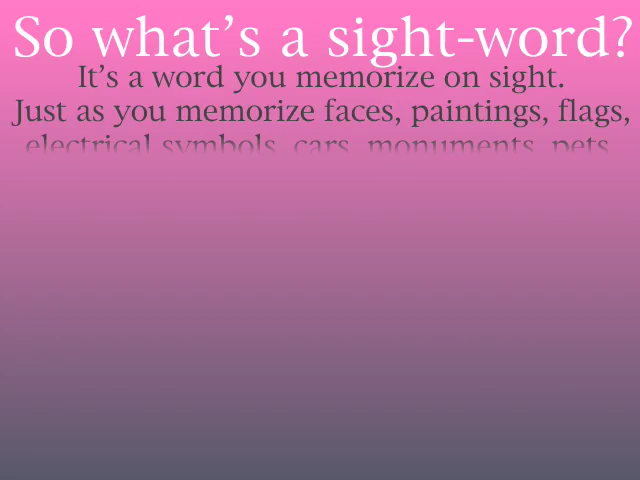 So what’s a sight-word?
It’s a word you memorize on sight.
Just as you memorize faces, paintings, flags,
electrical symbols, cars, monuments, pets